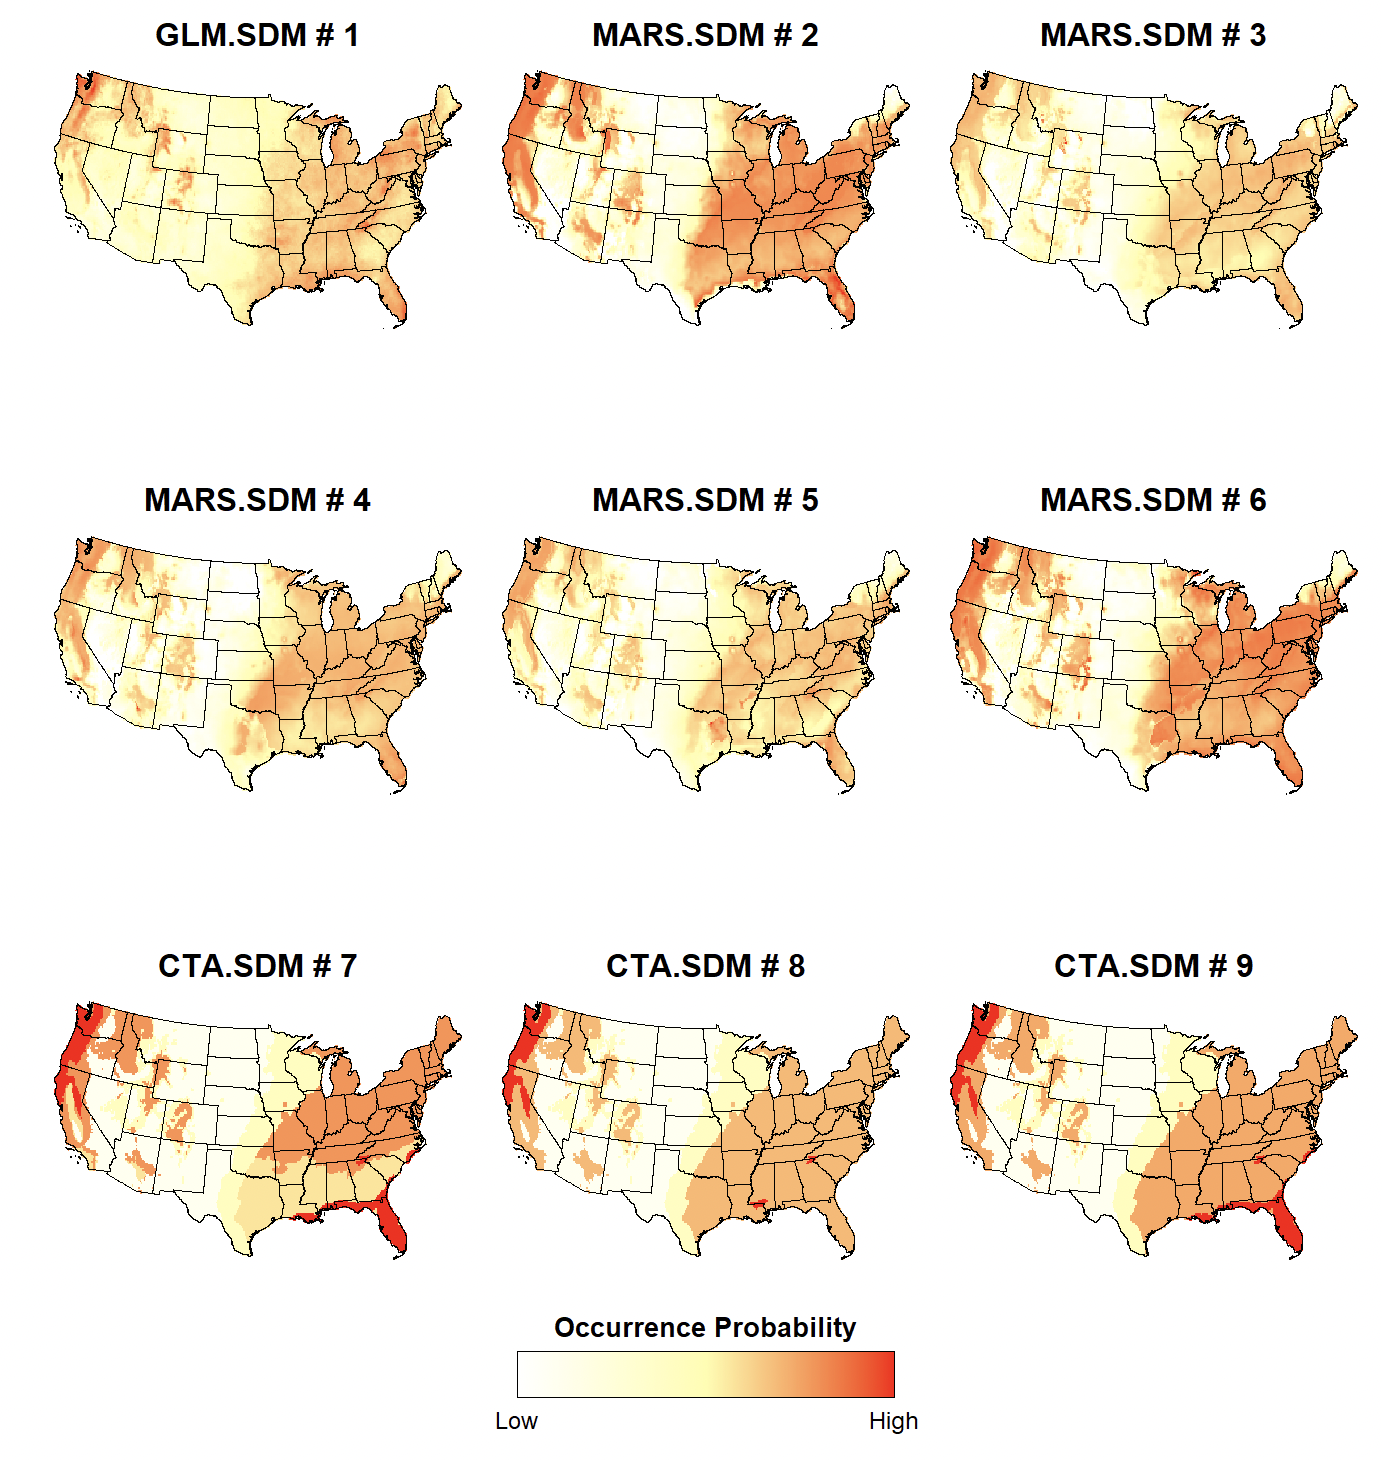 GLM.SDM # 1
MARS.SDM # 2
MARS.SDM # 3
MARS.SDM # 4
MARS.SDM # 5
MARS.SDM # 6
CTA.SDM # 7
CTA.SDM # 8
CTA.SDM # 9
Occurrence Probability
Low
High